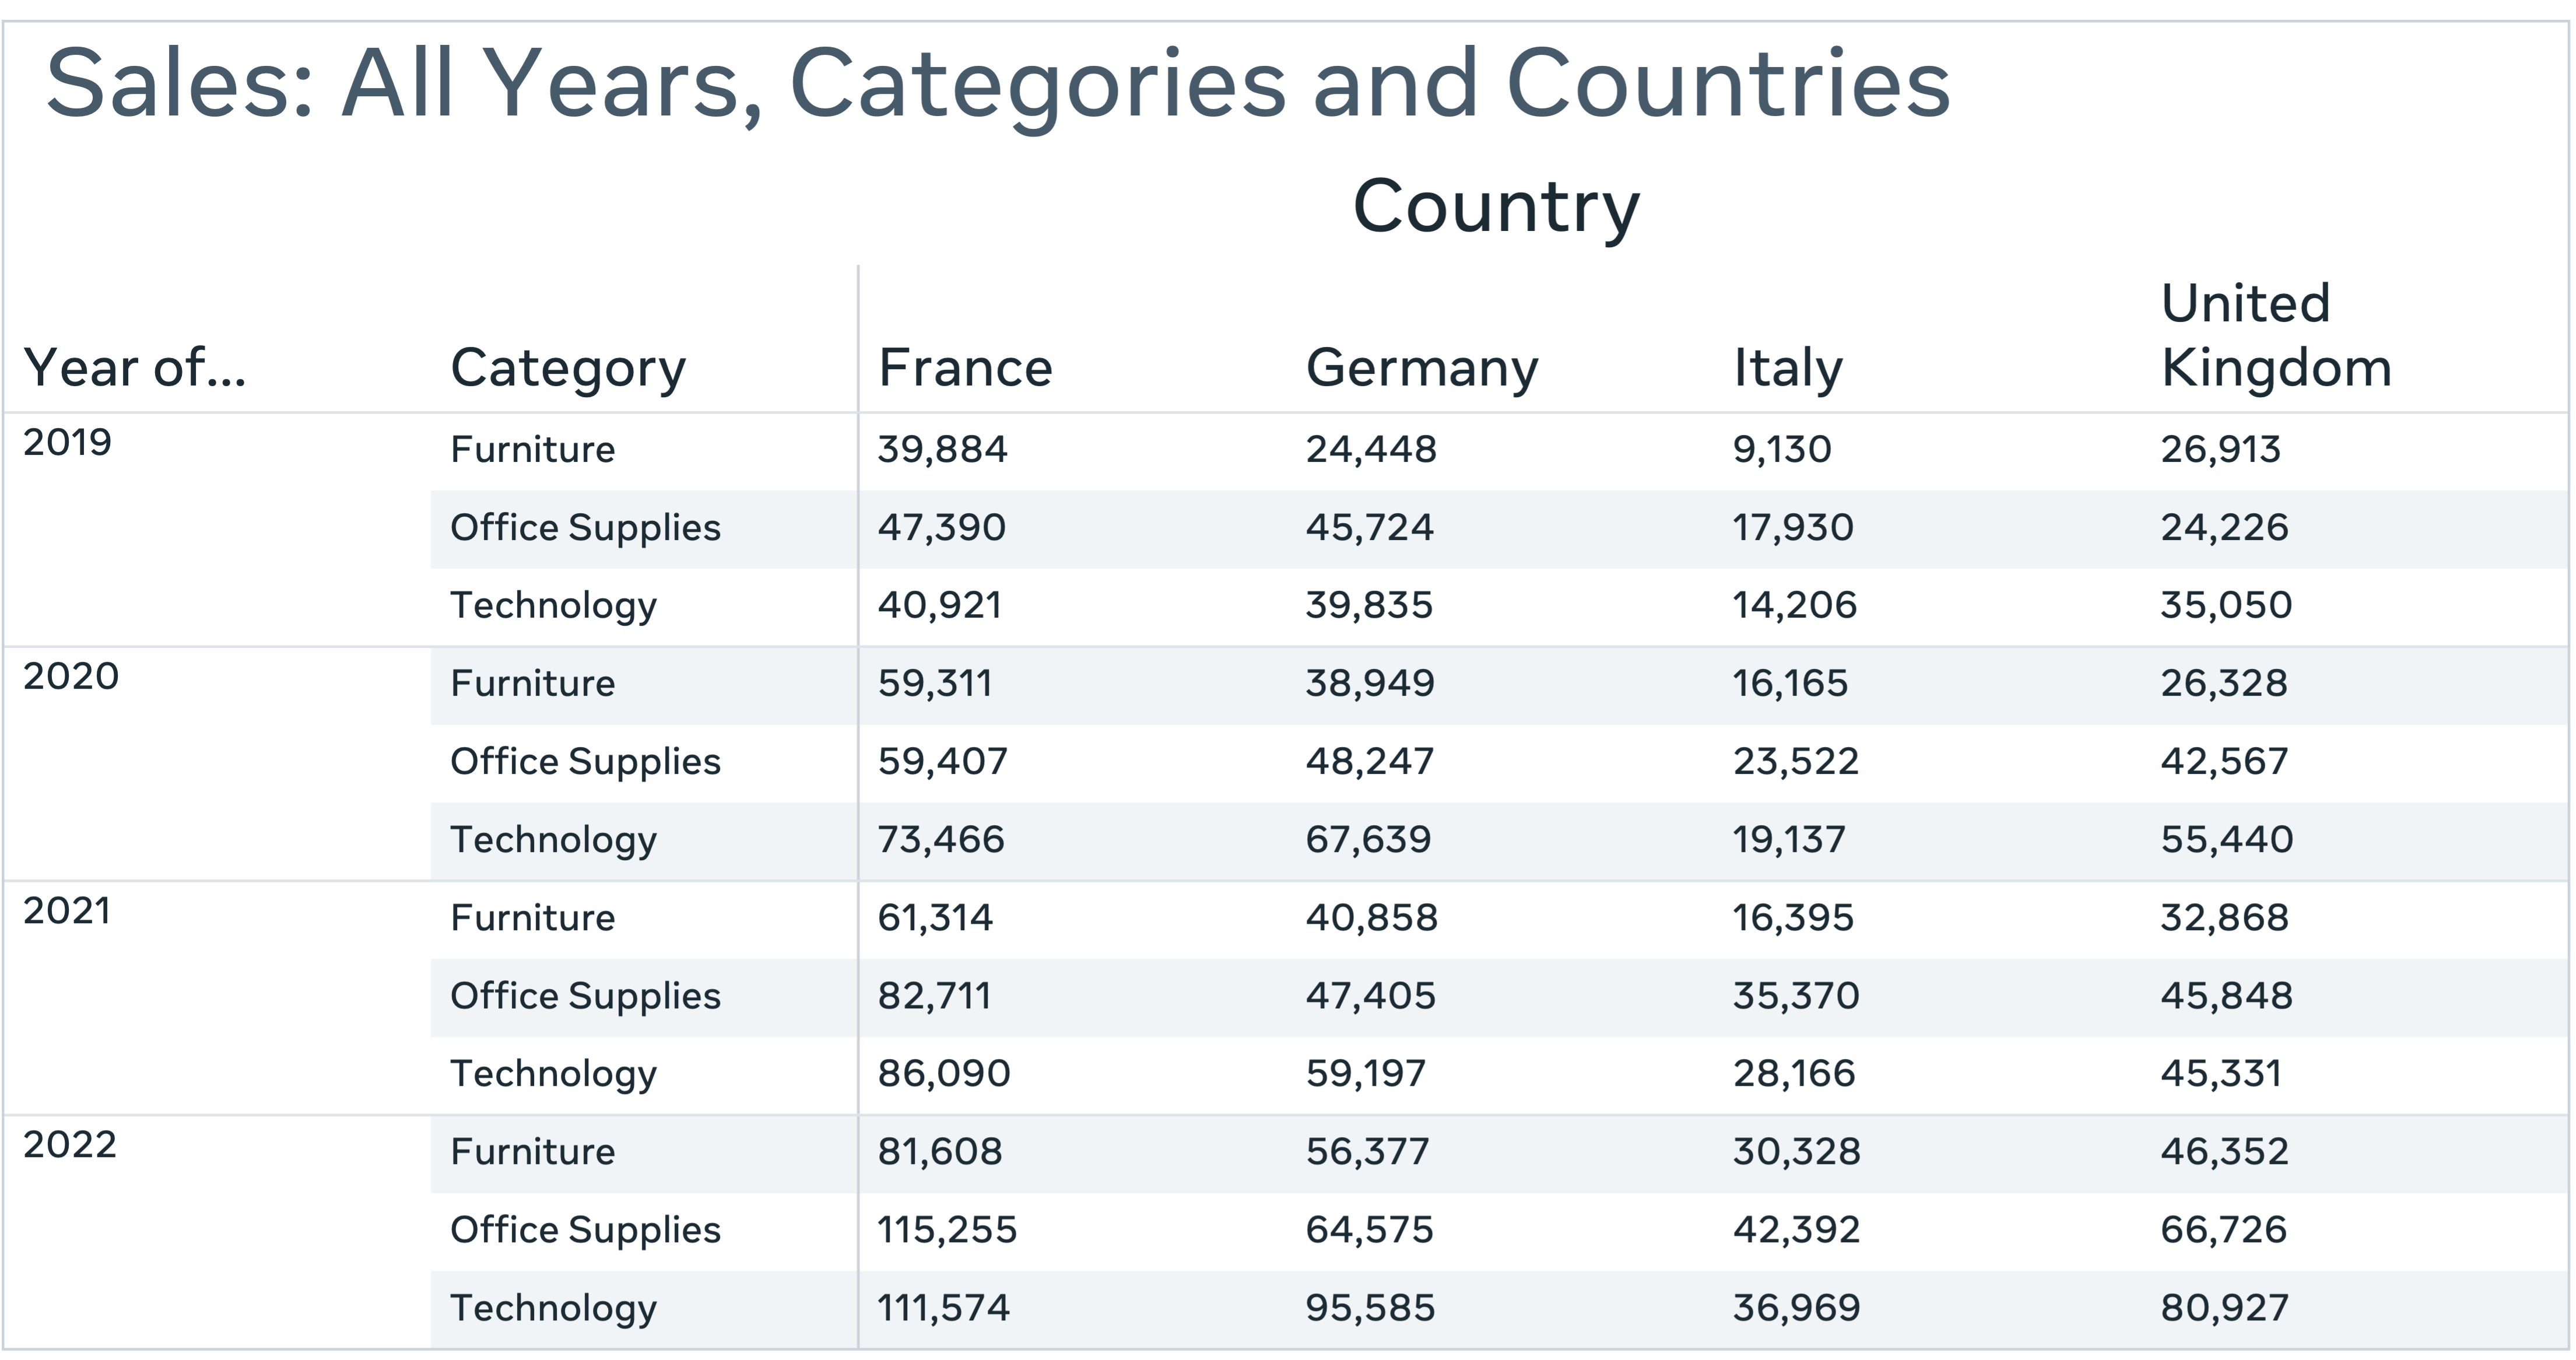 Sales: All Years, Categories and Countries
Country
Year of... Category France Germany Italy United Kingdom
2019 Furniture 39,884 24,448 9,130 26,913
Office Supplies 47,390 45,724 17,930 24,226
Technology 40,921 39,835 14,206 35,050
2020 Furniture 59,311 38,949 16,165 26,328
Office Supplies 59,407 48,247 23,522 42,567
Technology 73,466 67,639 19,137 55,440
2021 Furniture 61,314 40,858 16,395 32,868
Office Supplies 82,711 47,405 35,370 45,848
Technology 86,090 59,197 28,166 45,331
2022 Furniture 81,608 56,377 30,328 46,352
Office Supplies 115,255 64,575 42,392 66,726
Technology 111,574 95,585 36,969 80,927